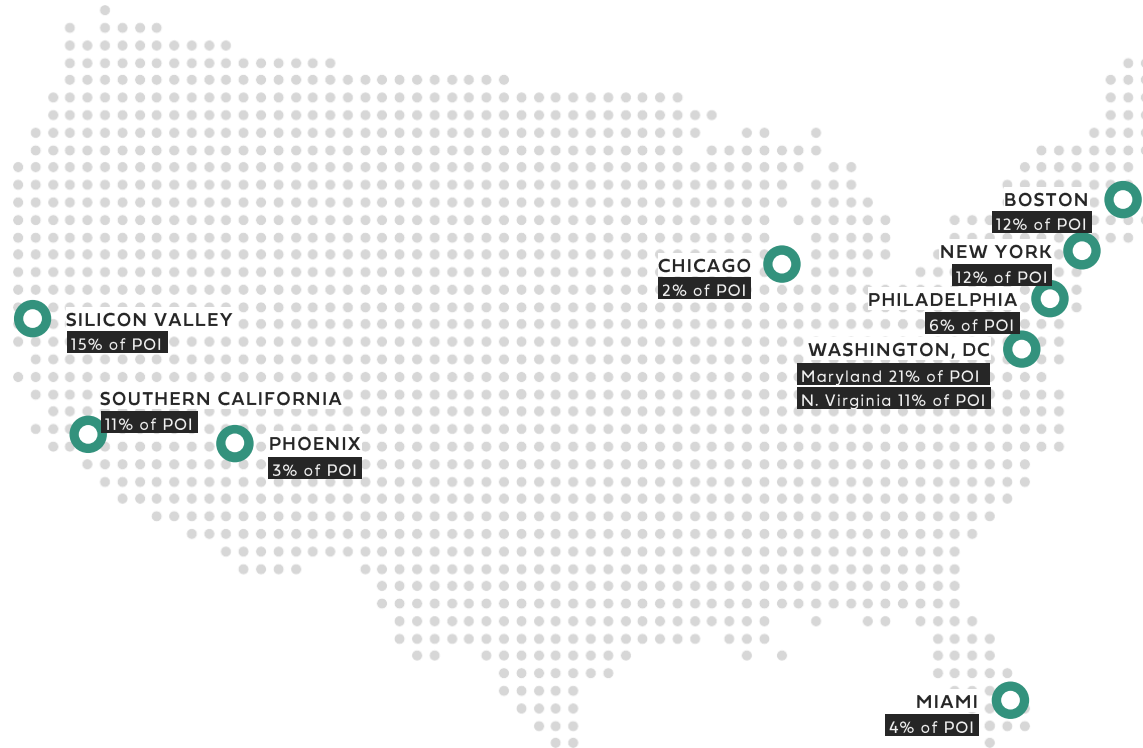 BOSTON
12% of POI
NEW YORK
12% of POI
CHICAGO
2% of POI
PHILADELPHIA
6% of POI
SILICON VALLEY
15% of POI
WASHINGTON, DC
Maryland 21% of POI
N. Virginia 11% of POI
SOUTHERN CALIFORNIA
11% of POI
PHOENIX
3% of POI
MIAMI
4% of POI